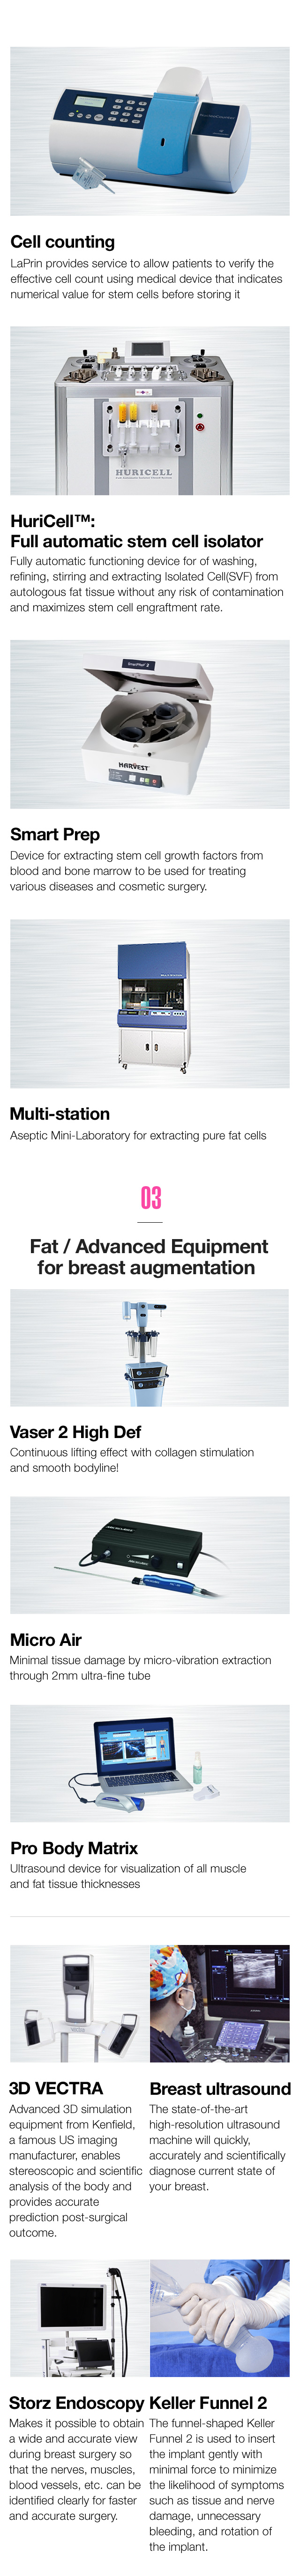 Cell counting
LaPrin provides service to allow patients to verify the
effective cell count using medical device that indicates
numerical value for stem cells before storing it
HURICELL
HuriCell™:
Full automatic stem cell isolator
Fully automatic functioning device for of washing,
refining, stirring and extracting Isolated Cell(SVF) from
autologous fat tissue without any risk of contamination
and maximizes stem cell engraftment rate.
HARVEST
Smart Prep
Device for extracting stem cell growth factors from
blood and bone marrow to be used for treating
various diseases and cosmetic surgery.
Multi-station
Aseptic Mini-Laboratory for extracting pure fat cells
03
Fat / Advanced Equipment
for breast augmentation
Vaser 2 High Def
Continuous lifting effect with collagen stimulation
and smooth bodyline!
Micro Air
Minimal tissue damage by micro-vibration extraction
through 2mm ultra-fine tube
Pro Body Matrix
Ultrasound device for visualization of all muscle
and fat tissue thicknesses
3D VECTRA
Advanced 3D simulation
equipment from Kenfield,
a famous US imaging
manufacturer, enables
stereoscopic and scientific
analysis of the body and
provides accurate
prediction post-surgical
outcome.
Breast ultrasound
The state-of-the-art
high-resolution ultrasound
machine will quickly,
accurately and scientifically
diagnose current state of
your breast.
Storz Endoscopy
Makes it possible to obtain
a wide and accurate view
during breast surgery so
that the nerves, muscles,
blood vessels, etc. can be
identified clearly for faster
and accurate surgery.
Keller Funnel 2
The funnel-shaped Keller
Funnel 2 is used to insert
the implant gently with
minimal force to minimize
the likelihood of symptoms
such as tissue and nerve
damage, unnecessary
bleeding, and rotation of
the implant.